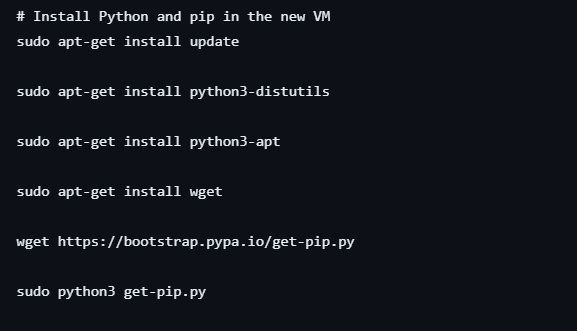 # Install Python and pip in the new VM
sudo apt-get install update
sudo apt-get install python3-distutils
sudo apt-get install python3-apt
sudo apt-get install wget
wget https://bootstrap.pypa.io/get-pip.py
sudo python3 get-pip.py